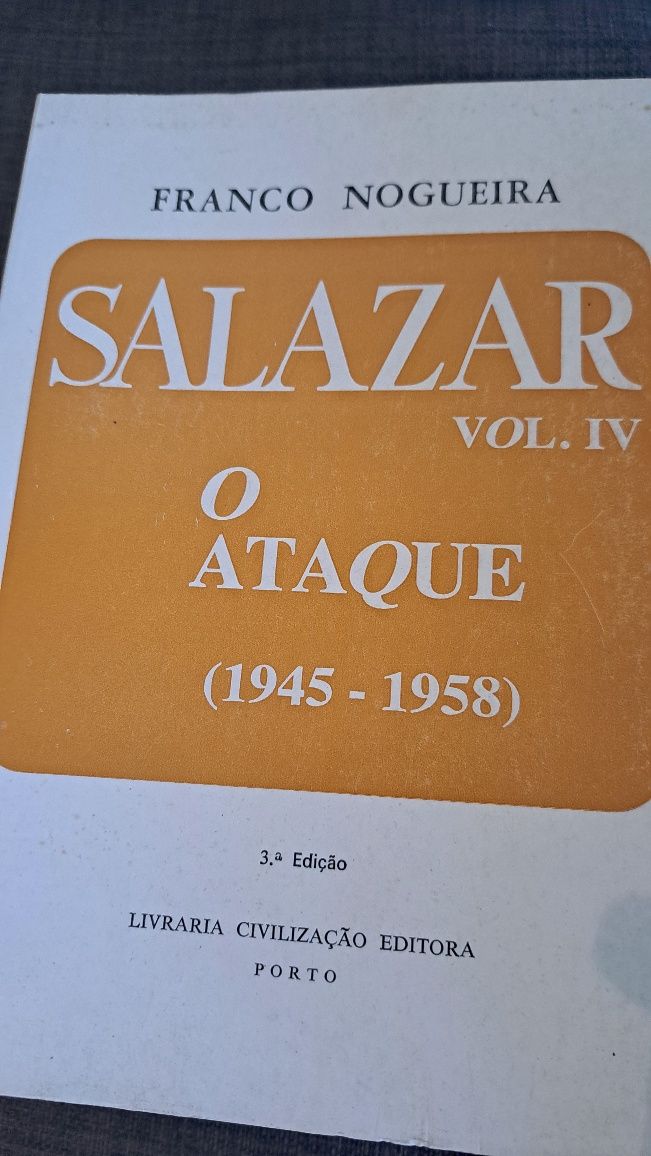 FRANCO NOGUEIRA
SALAZAR
VOL. IV
O
ATAQUE
(1945 - 1958)
3.ª Edição
LIVRARIA CIVILIZAÇÃO EDITORA
PORTO